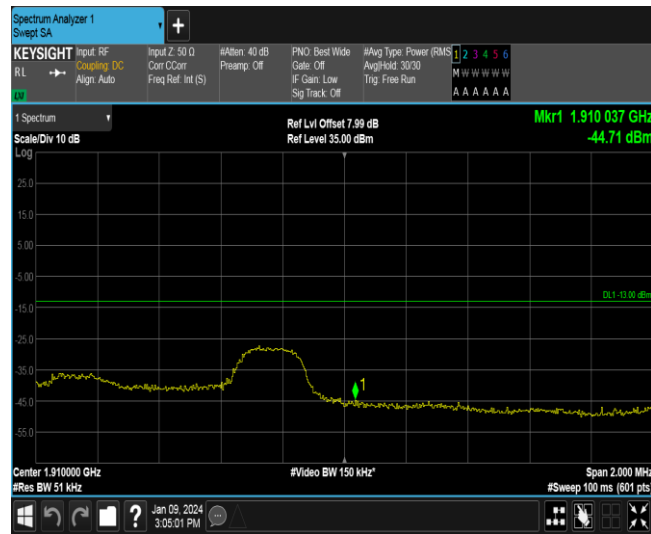 Spectrum Analyzer 1
Swept SA
+
KEYSIGHT
RL
Input: RF
Coupling: DC
Align: Auto
Input Z: 50 Ω
Corr CCorr
Freq Ref: Int (S)
#Atten: 40 dB
Preamp: Off
PNO: Best Wide
Gate: Off
IF Gain: Low
Sig Track: Off
#Avg Type: Power (RMS
Avg|Hold: 30/30
Trig: Free Run
1 2 3 4 5 6
M W W W W W
A A A A A A
1 Spectrum
Scale/Div 10 dB
Ref Lvl Offset 7.99 dB
Ref Level 35.00 dBm
Mkr1 1.910 037 GHz
-44.71 dBm
Log
25.0
15.0
5.00
-5.00
DL1 -13.00 dBm
-15.0
-25.0
-35.0
1
-45.0
-55.0
Center 1.910000 GHz
#Res BW 51 kHz
#Video BW 150 kHz*
Span 2.000 MHz
#Sweep 100 ms (601 pts
?
Jan 09, 2024
3:05:01 PM